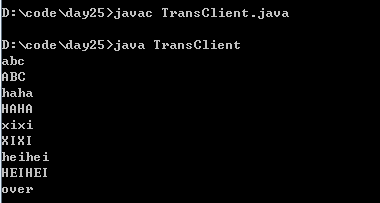 D:\code\day25>javac TransClient.java
D:\code\day25>java TransClient
abc
ABC
haha
HAHA
xixi
XIXI
heihei
HEIHEI
over